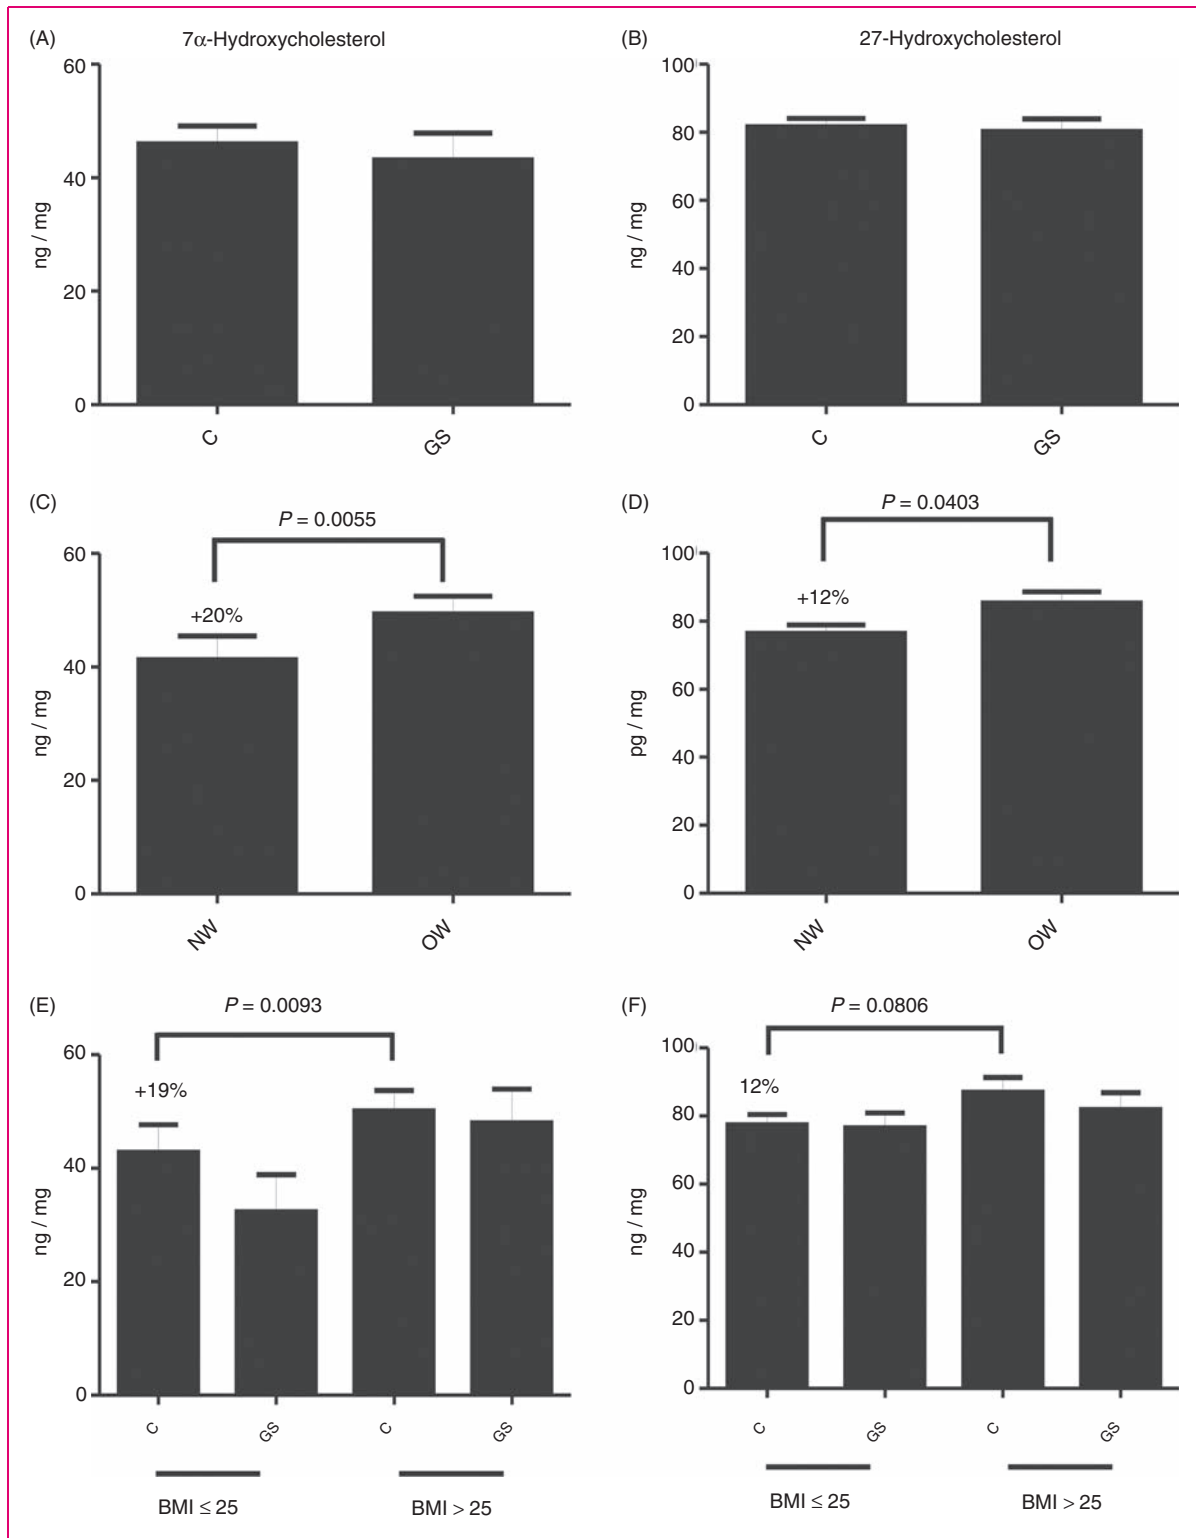 (A)
7α-Hydroxycholesterol
60
40
20
0
ng / mg
C
GS
(B)
27-Hydroxycholesterol
100
80
60
40
20
0
ng / mg
C
GS
(C)
P = 0.0055
60
40
20
0
ng / mg
+20%
NW
OW
(D)
P = 0.0403
100
80
60
40
20
0
pg / mg
+12%
NW
OW
(E)
P = 0.0093
60
40
20
0
ng / mg
+19%
C
GS
C
GS
BMI ≤ 25
BMI > 25
(F)
P = 0.0806
100
80
60
40
20
0
ng / mg
12%
C
GS
C
GS
BMI ≤ 25
BMI > 25